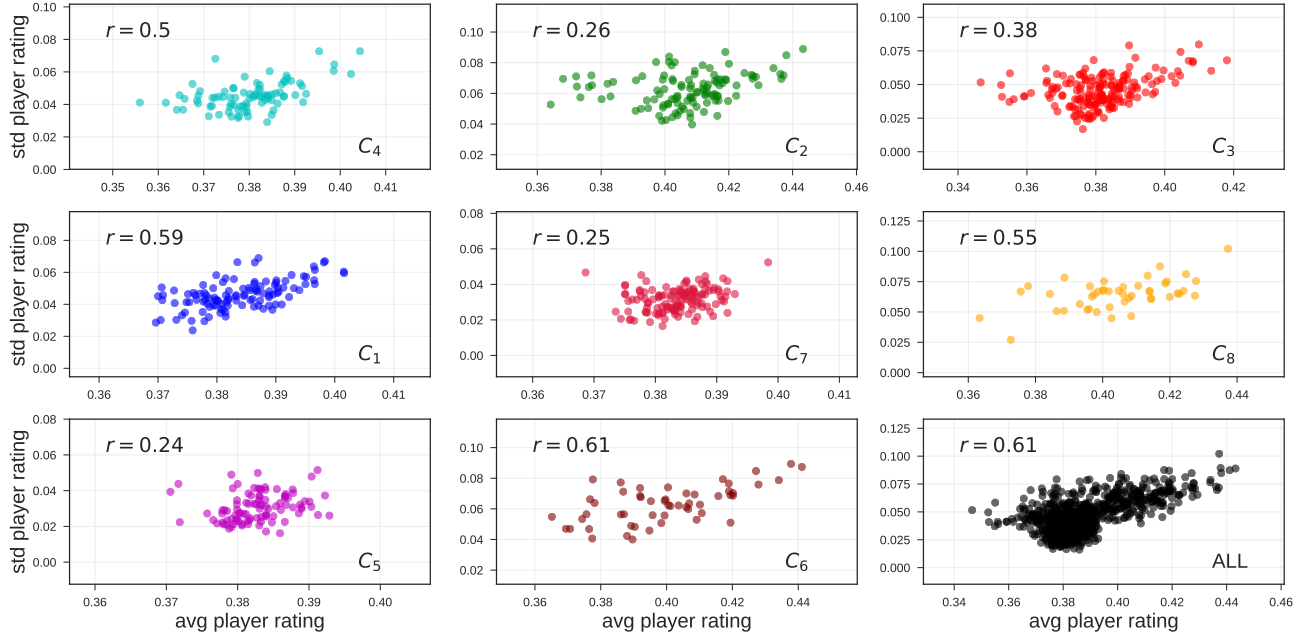 std player rating
0.10
0.08
0.06
0.04
0.02
0.00
r = 0.5
C4
0.35 0.36 0.37 0.38 0.39 0.40 0.41
0.10
0.08
0.06
0.04
0.02
r = 0.26
C2
0.36 0.38 0.40 0.42 0.44 0.46
0.100
0.075
0.050
0.025
0.000
r = 0.38
C3
0.34 0.36 0.38 0.40 0.42
std player rating
0.08
0.06
0.04
0.02
0.00
r = 0.59
C1
0.36 0.37 0.38 0.39 0.40 0.41
0.08
0.06
0.04
0.02
0.00
r = 0.25
C7
0.36 0.37 0.38 0.39 0.40 0.41
0.125
0.100
0.075
0.050
0.025
0.000
r = 0.55
C8
0.36 0.38 0.40 0.42 0.44
std player rating
0.08
0.06
0.04
0.02
0.00
r = 0.24
C5
0.36 0.37 0.38 0.39 0.40
avg player rating
0.10
0.08
0.06
0.04
0.02
r = 0.61
C6
0.36 0.38 0.40 0.42 0.44
avg player rating
0.125
0.100
0.075
0.050
0.025
0.000
r = 0.61
ALL
0.34 0.36 0.38 0.40 0.42 0.44 0.46
avg player rating